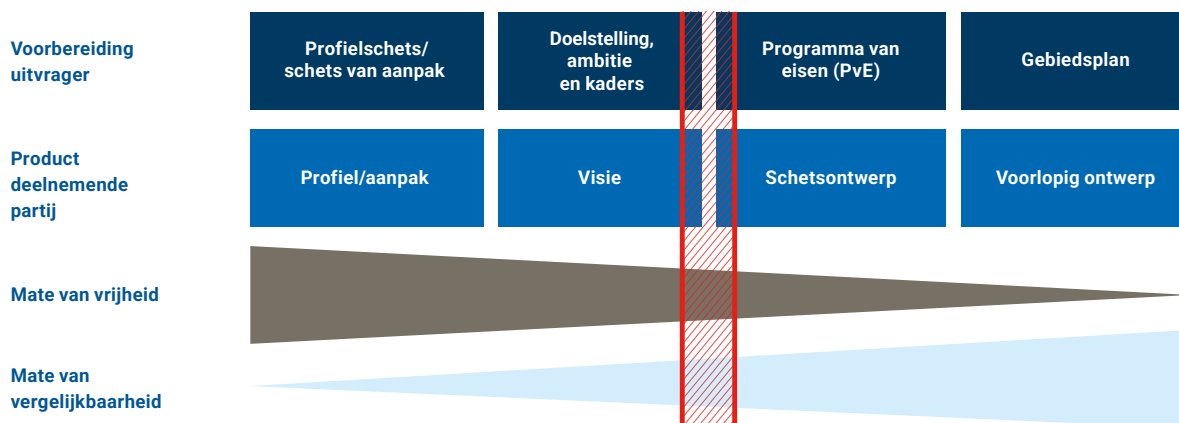 Voorbereiding
uitvrager
Profielschets/
schets van aanpak
Doelstelling,
ambitie
en kaders
Programma van
eisen (PvE)
Gebiedsplan
Product
deelnemende
partij
Profiel/aanpak
Visie
Schetsontwerp
Voorlopig ontwerp
Mate van vrijheid
Mate van
vergelijkbaarheid